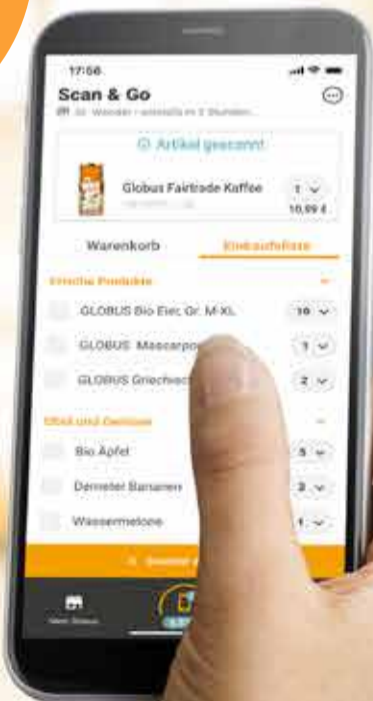 17:56
Scan & Go
Artikel gescannt
Globus Fairtrade Kaffee
1
10,99 €
Warenkorb
Einkaufsliste
Frische Produkte
GLOBUS Bio Eier, Gr. M-XL
10
GLOBUS Mascarpo
1
GLOBUS Griechisc
2
Obst und Gemüse
Bio Äpfel
5
Demeter Bananen
Wassermelone
1
Mein Globus